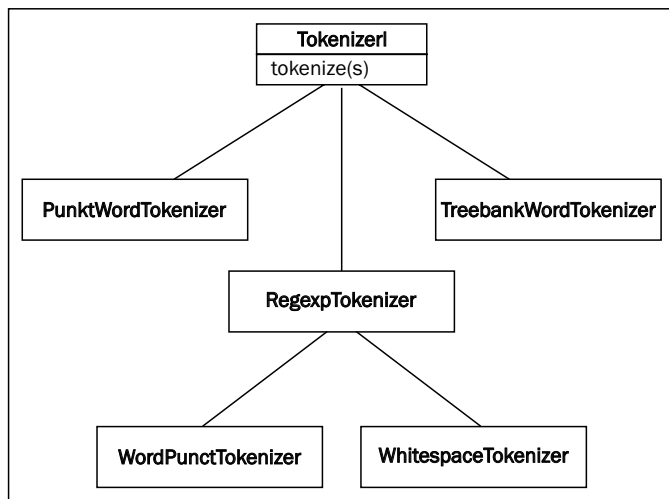 TokenizerI
tokenize(s)
PunktWordTokenizer
TreebankWordTokenizer
RegexpTokenizer
WordPunctTokenizer
WhitespaceTokenizer